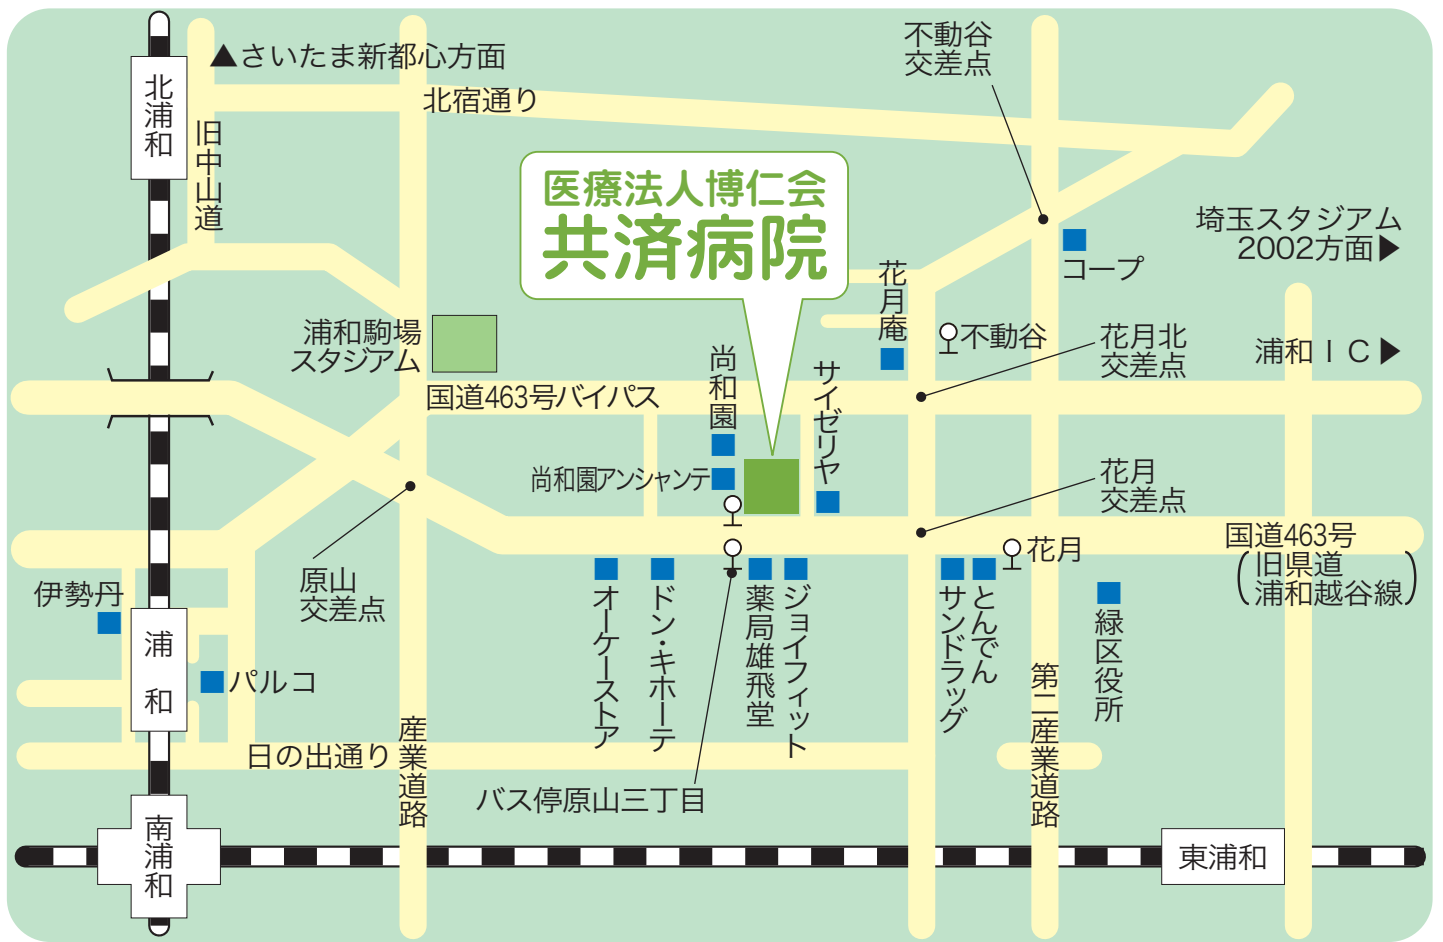 ▲さいたま新都心方面
不動谷
交差点
北浦和
北宿通り
旧中山道
医療法人博仁会
共済病院
埼玉スタジアム
2002方面▶
コープ
花月庵
浦和駒場
スタジアム
不動谷
花月北
交差点
浦和IC▶
尚和園
サイゼリヤ
国道463号バイパス
尚和園アンシャンテ
花月
交差点
国道463号
(旧県道
浦和越谷線)
花月
原山
交差点
伊勢丹
浦和
パルコ
オーケーストア
ドン・キホーテ
薬局雄飛堂
ジョイフィット
サンドラッグ
とんでん
緑区役所
第二産業道路
産業道路
日の出通り
バス停原山三丁目
南浦和
東浦和